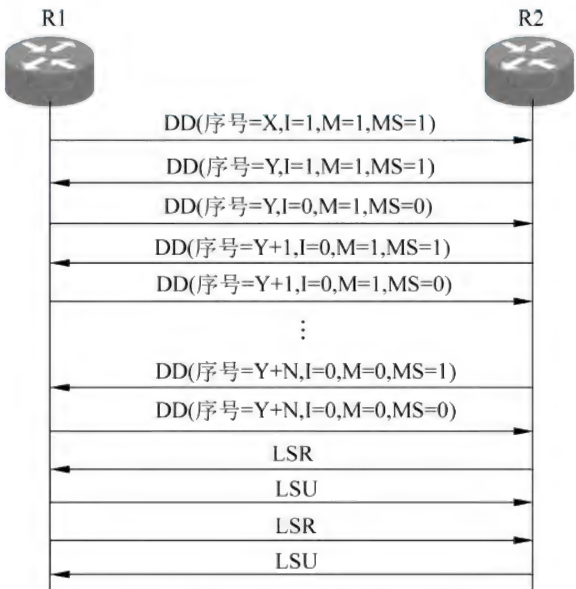 R1 R2
DD(序号=X,I=1,M=1,MS=1)
DD(序号=Y,I=1,M=1,MS=1)
DD(序号=Y,I=0,M=1,MS=0)
DD(序号=Y+1,I=0,M=1,MS=1)
DD(序号=Y+1,I=0,M=1,MS=0)
⋮
DD(序号=Y+N,I=0,M=0,MS=1)
DD(序号=Y+N,I=0,M=0,MS=0)
LSR
LSU
LSR
LSU